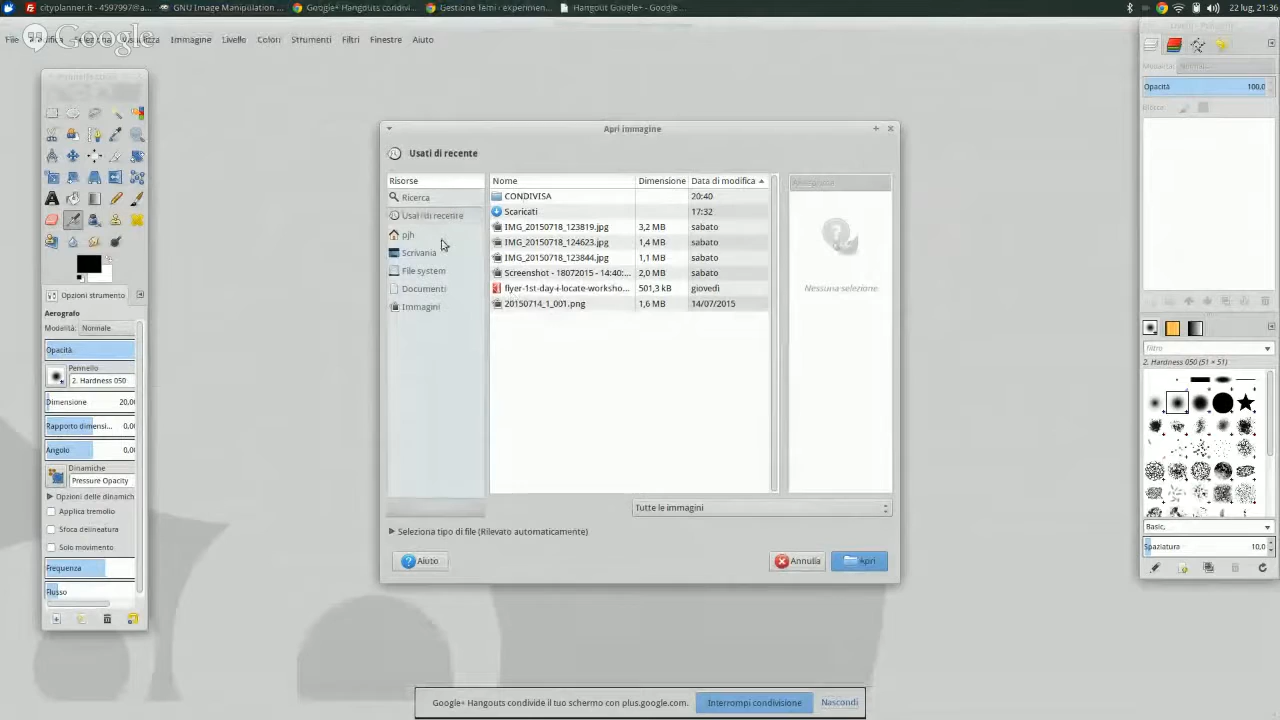 cityplanner.it - 4597997@a...
GNU Image Manipulation ...
Google+ Hangouts condivi...
Gestione Temi (experimen...
Hangout Google+ - Google...
22 lug, 21:36
File
Visualizza
Immagine
Livello
Colori
Strumenti
Filtri
Finestre
Aiuto
Google
Apri immagine
Usati di recente
Risorse
Ricerca
Usati di recente
pjh
Scrivania
File system
Documenti
Immagini
Nome Dimensione Data di modifica
CONDIVISA 20:40
Scaricati 17:32
IMG_20150718_123819.jpg 3,2 MB sabato
IMG_20150718_124623.jpg 1,4 MB sabato
IMG_20150718_123844.jpg 1,1 MB sabato
Screenshot - 18072015 - 14:40:... 2,0 MB sabato
flyer-1st-day-i-locate-worksho... 501,3 kB giovedì
20150714_1_001.png 1,6 MB 14/07/2015
Anteprima
Nessuna selezione
Tutte le immagini
Seleziona tipo di file (Rilevato automaticamente)
Aiuto
Annulla
Apri
Opzioni strumento
Aerografo
Modalità: Normale
Opacità
Pennello
2. Hardness 050
Dimensione 20,00
Rapporto dimensi... 0,00
Angolo 0,00
Dinamiche
Pressure Opacity
Opzioni delle dinamich
Applica tremolio
Sfoca delineatura
Solo movimento
Frequenza
Flusso
Modalità: Normale
Opacità 100,0
Blocca:
filtro
2. Hardness 050 (51 × 51)
Basic,
Spaziatura 10,0
Google+ Hangouts condivide il tuo schermo con plus.google.com.
Interrompi condivisione
Nascondi